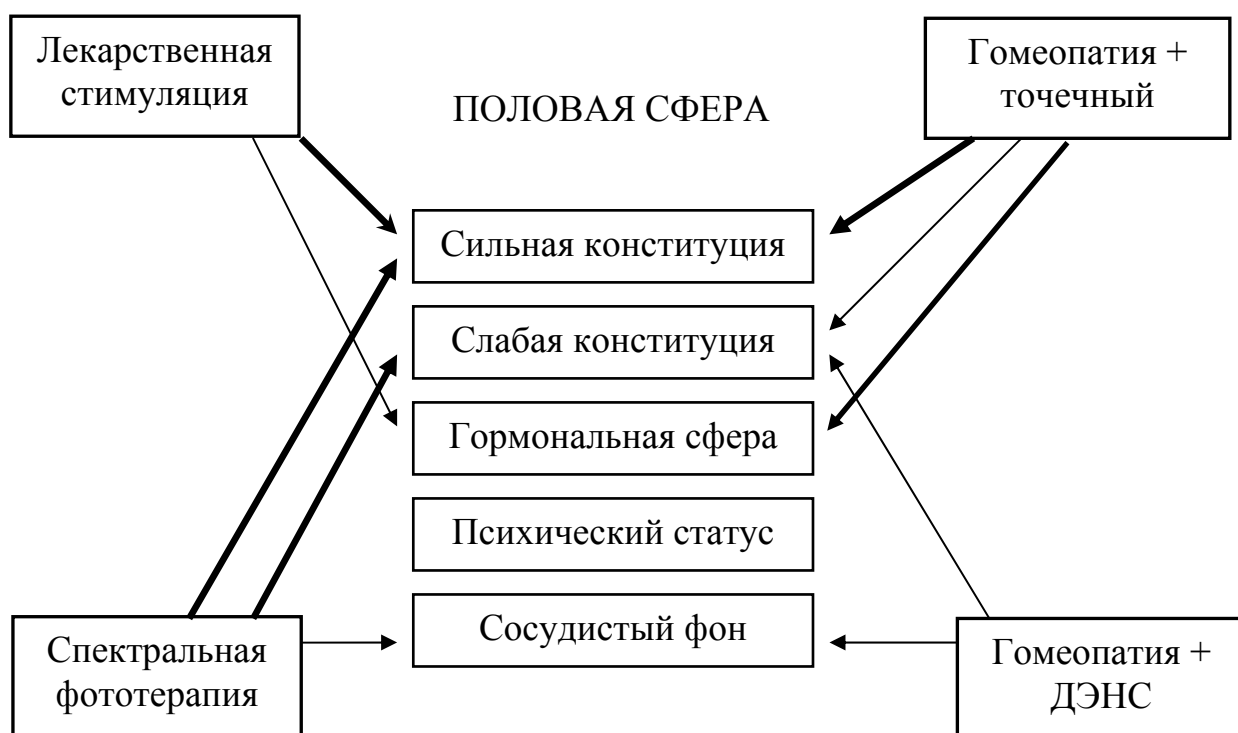 Лекарственная
стимуляция
Гомеопатия +
точечный
ПОЛОВАЯ СФЕРА
Сильная конституция
Слабая конституция
Гормональная сфера
Психический статус
Сосудистый фон
Спектральная
фототерапия
Гомеопатия +
ДЭНС